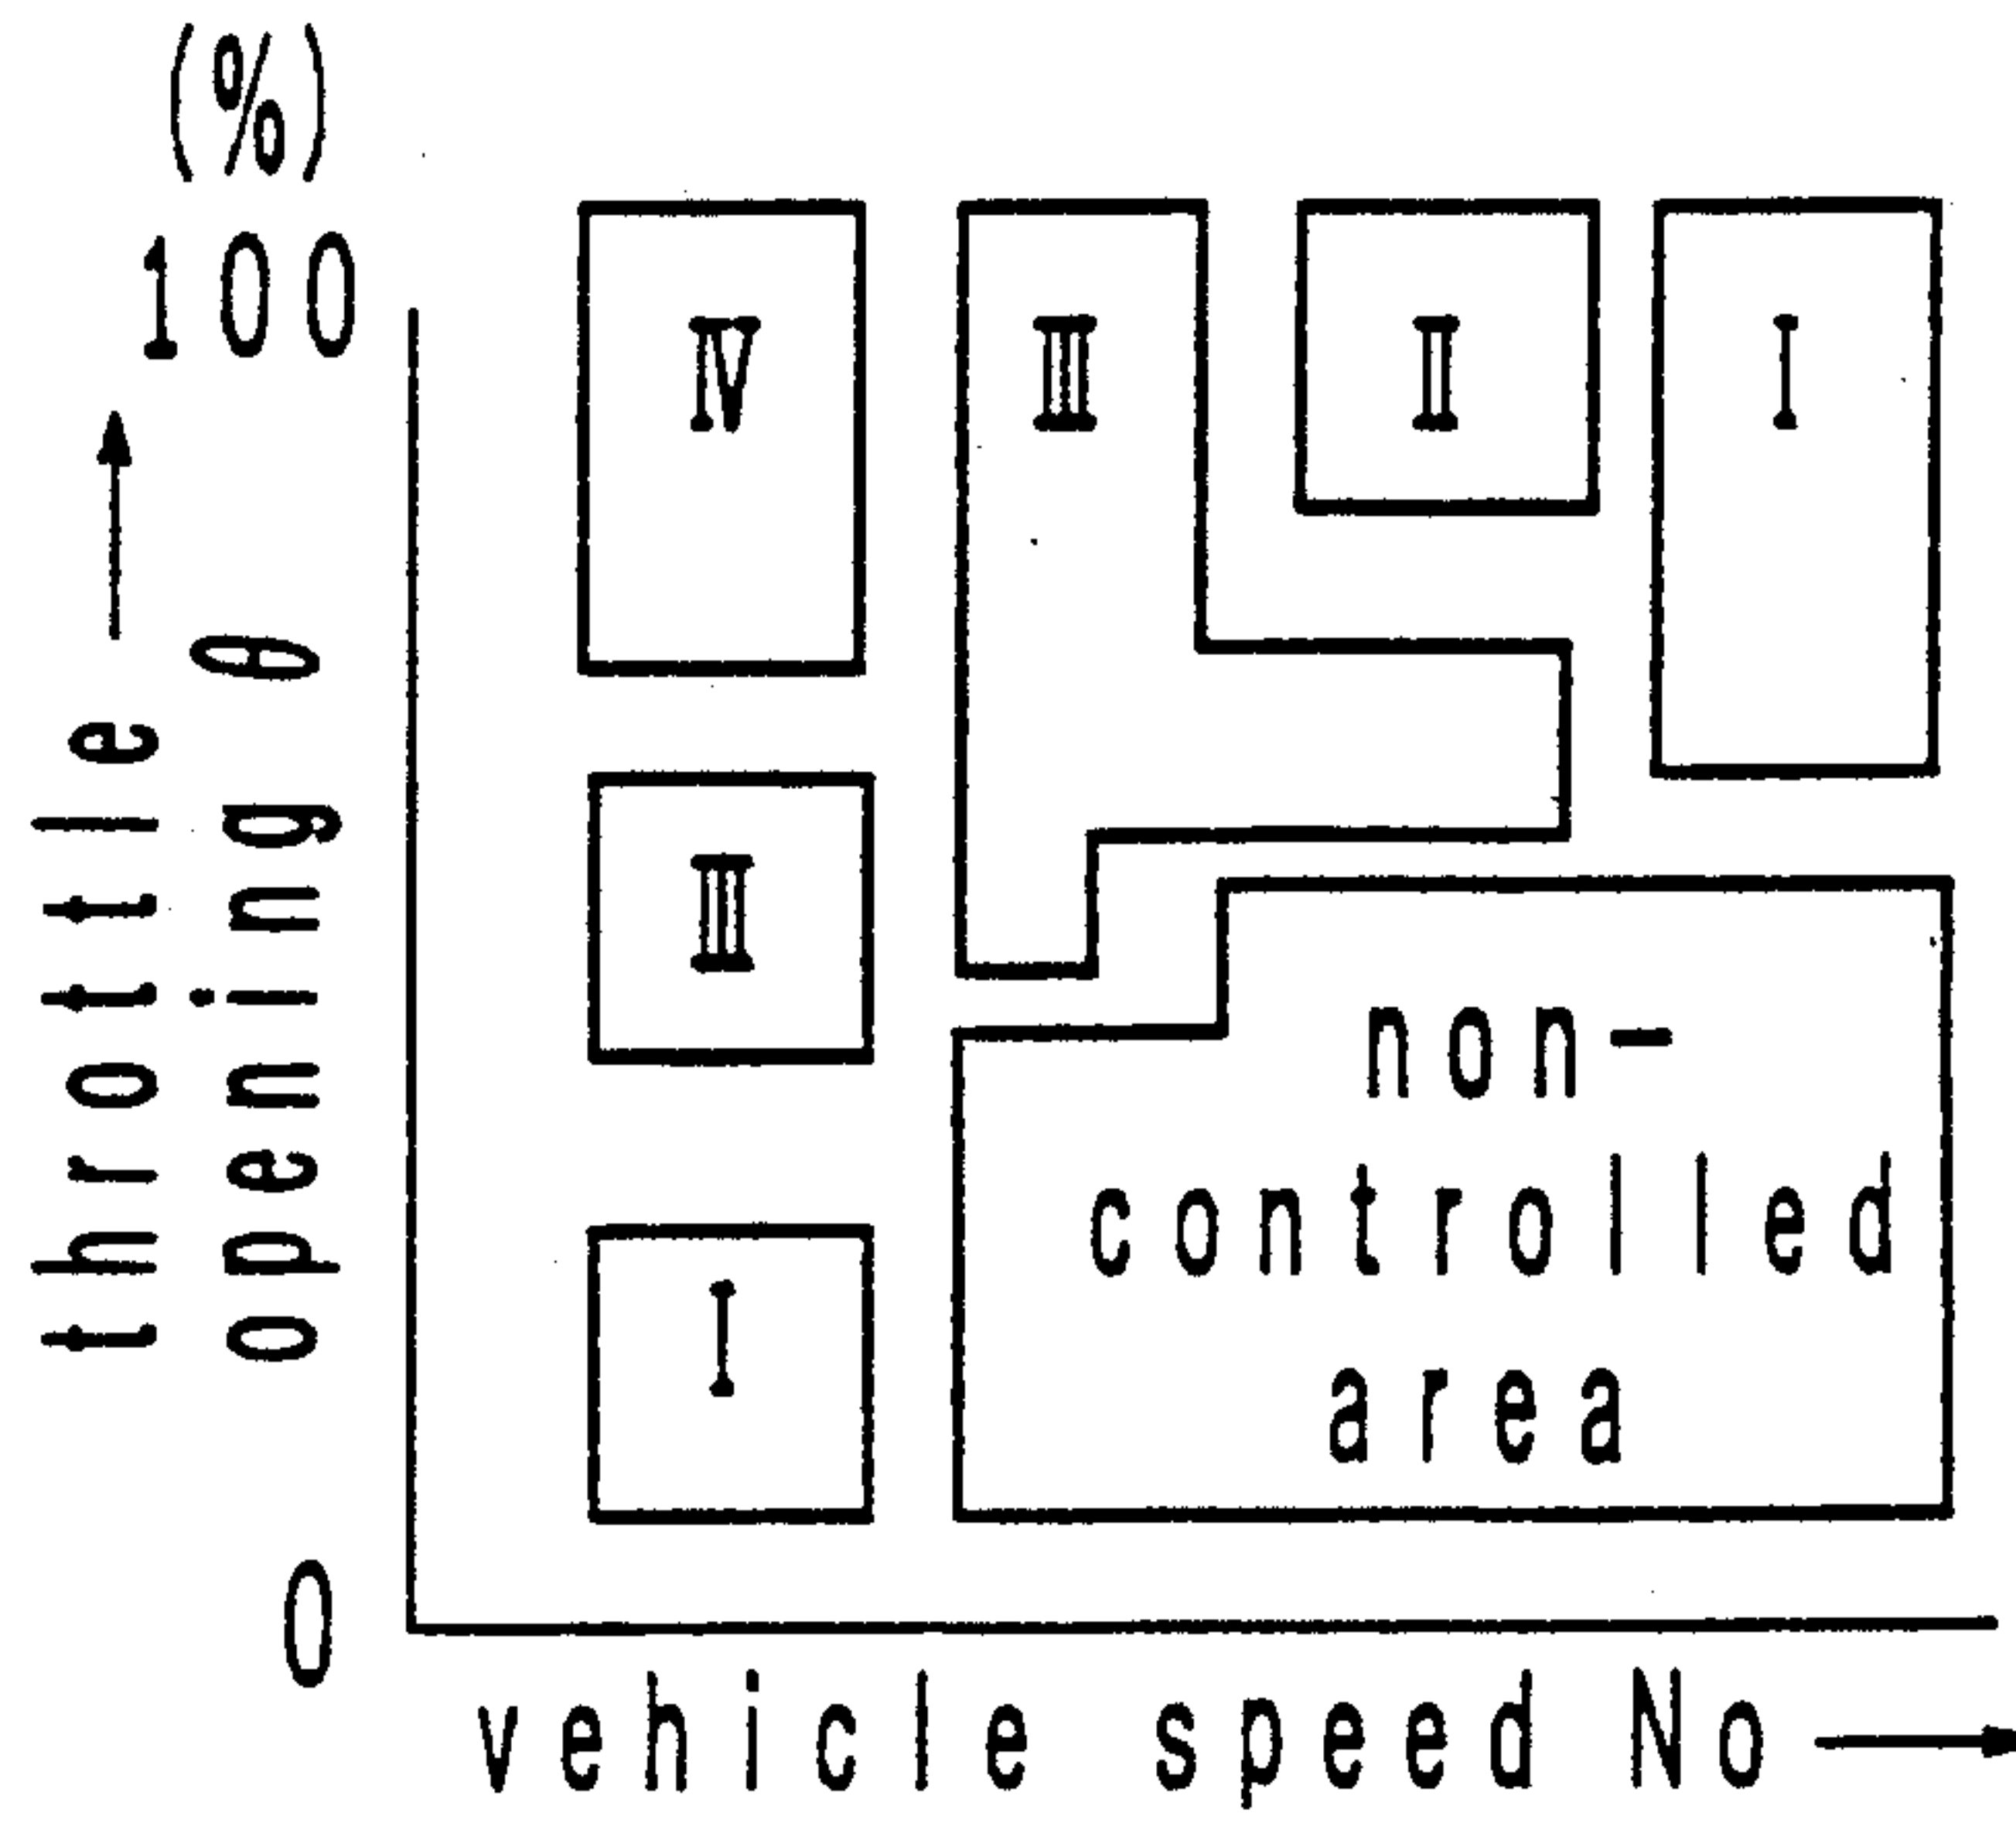 (%)
100
throttle
opening θ
IV
III
II
I
III
I
non-
controlled
area
0
vehicle speed No